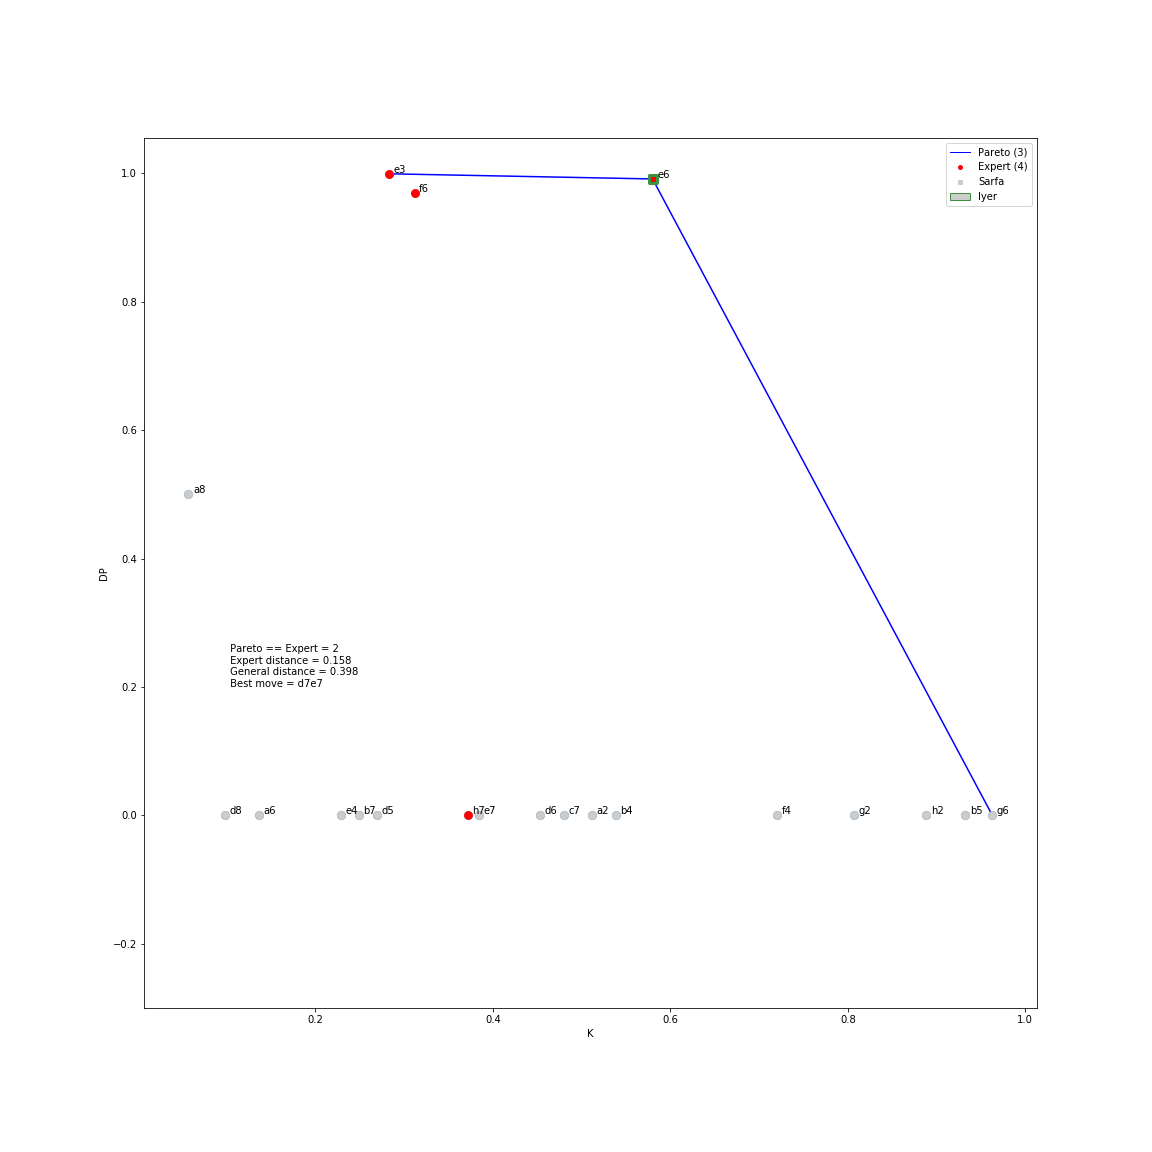 Pareto (3)
Expert (4)
Sarfa
Iyer
1.0
0.8
0.6
0.4
0.2
0.0
−0.2
DP
e3
f6
e6
a8
Pareto == Expert = 2
Expert distance = 0.158
General distance = 0.398
Best move = d7e7
d8 a6 e4 b7 d5 h7 e7 d6 c7 a2 b4 f4 g2 h2 b5 g6
0.2 0.4 0.6 0.8 1.0
K